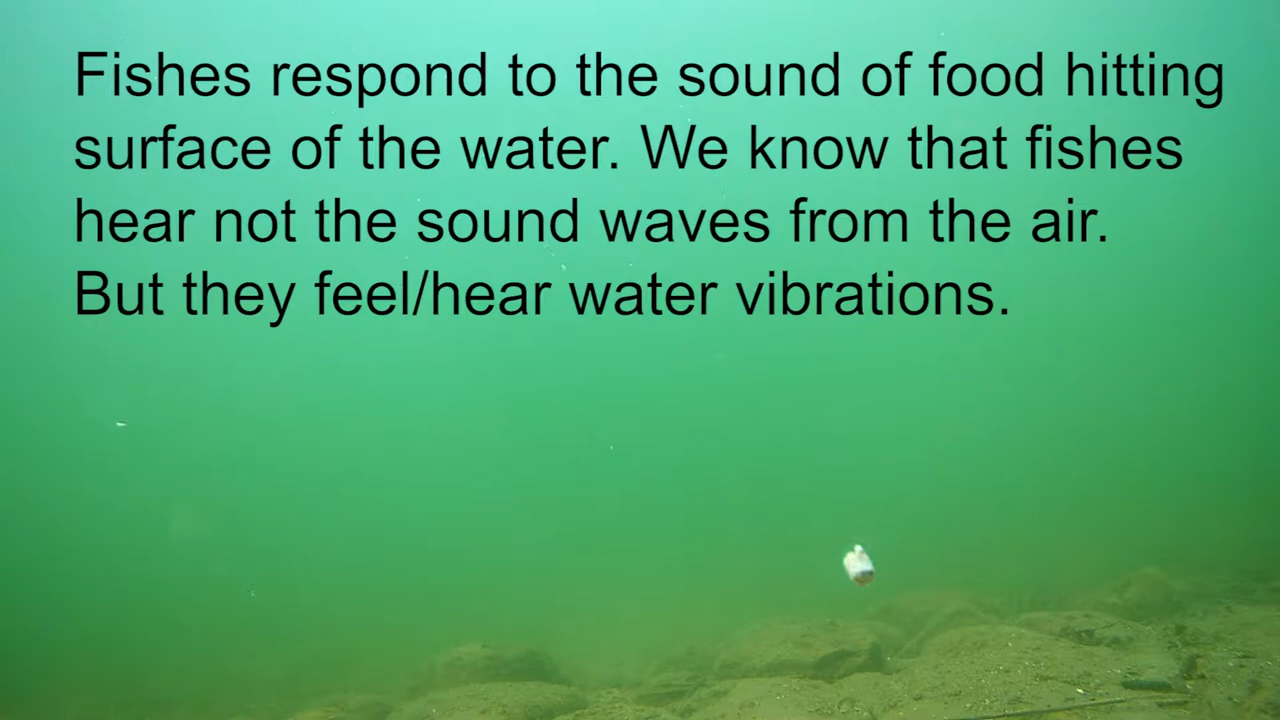 Fishes respond to the sound of food hitting
surface of the water. We know that fishes
hear not the sound waves from the air.
But they feel/hear water vibrations.